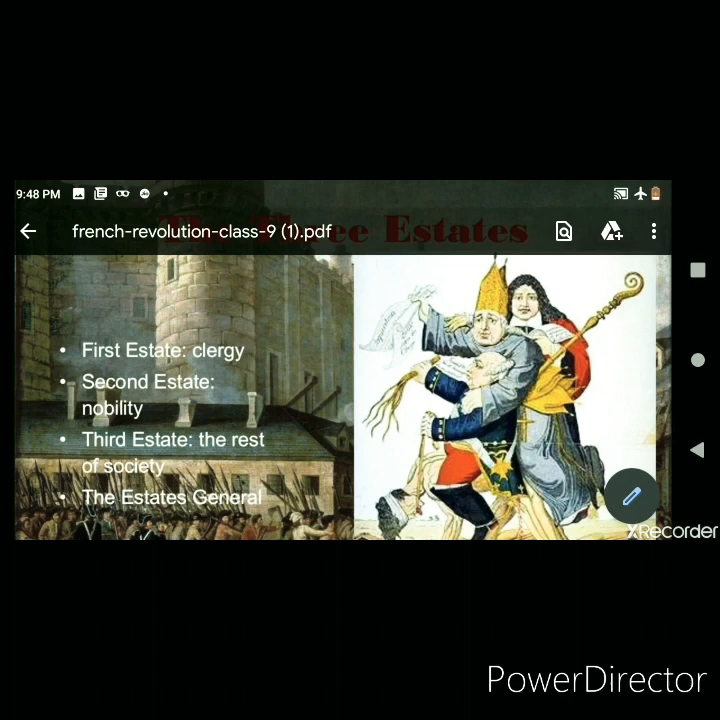 9:48 PM
french-revolution-class-9 (1).pdf
The Three Estates
• First Estate: clergy
• Second Estate:
nobility
• Third Estate: the rest
of society
• The Estates General
XRecorder
PowerDirector